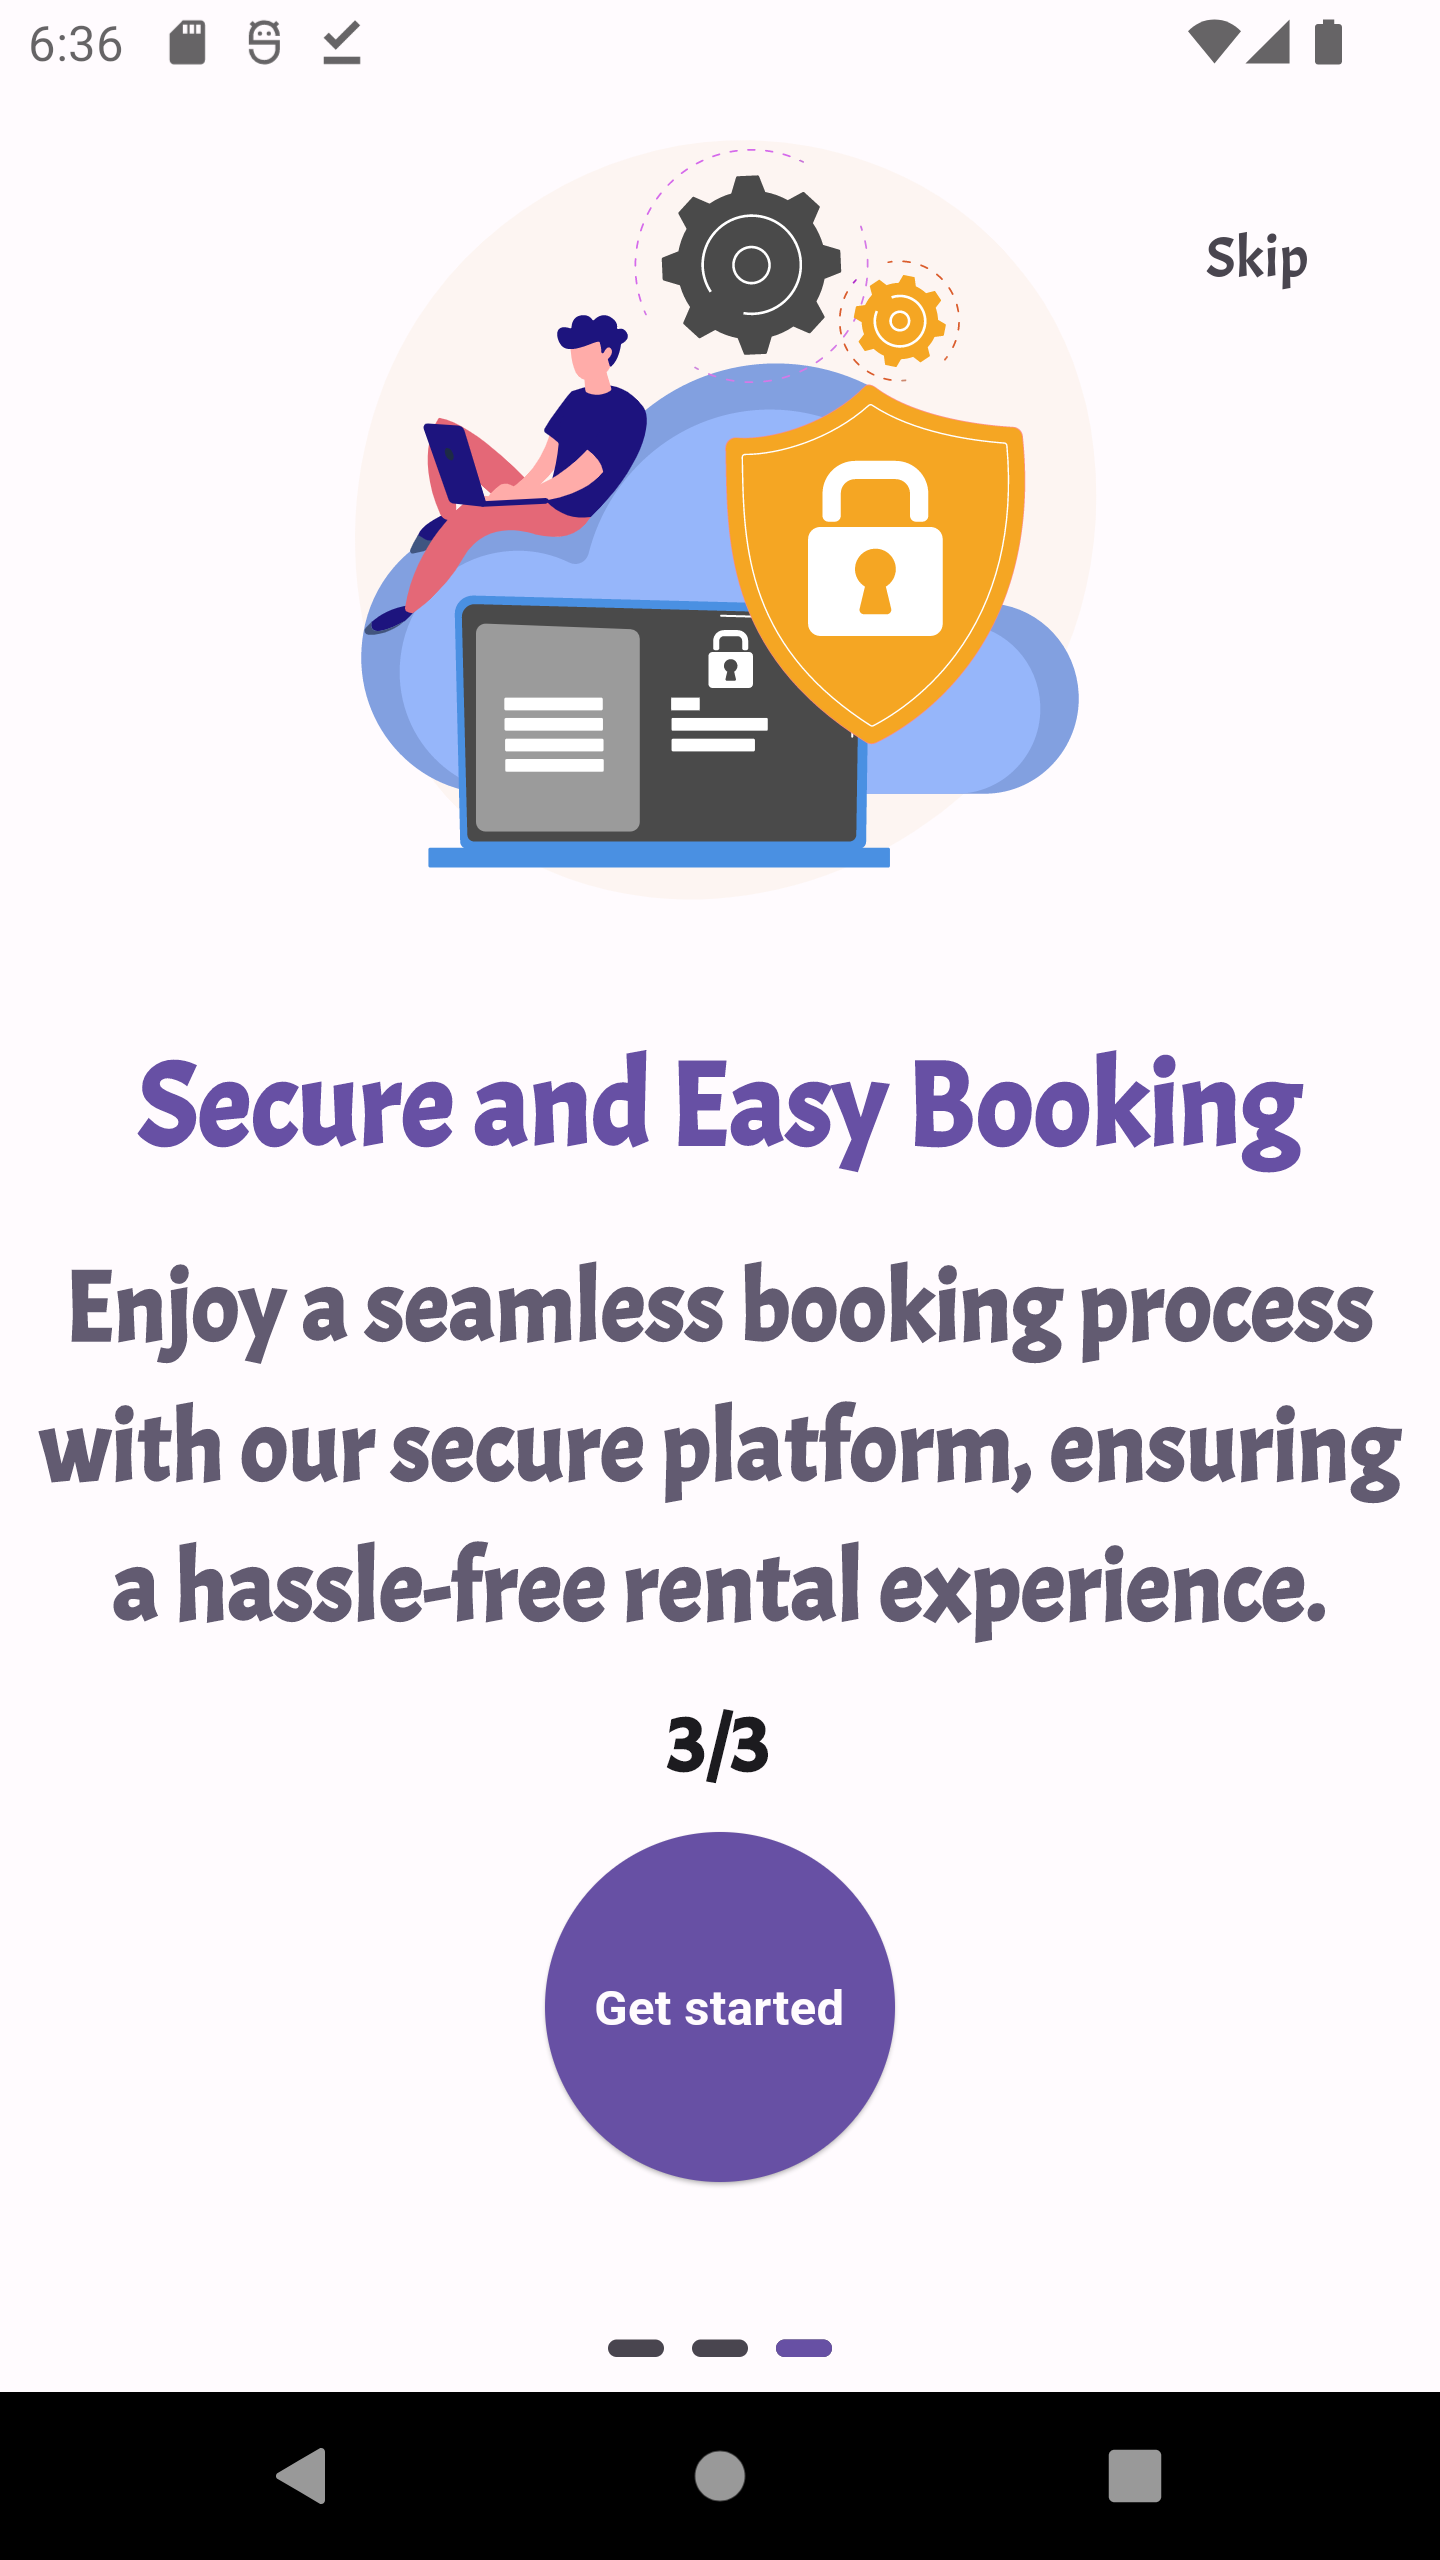 6:36
Skip
Secure and Easy Booking
Enjoy a seamless booking process
with our secure platform, ensuring
a hassle-free rental experience.
3/3
Get started